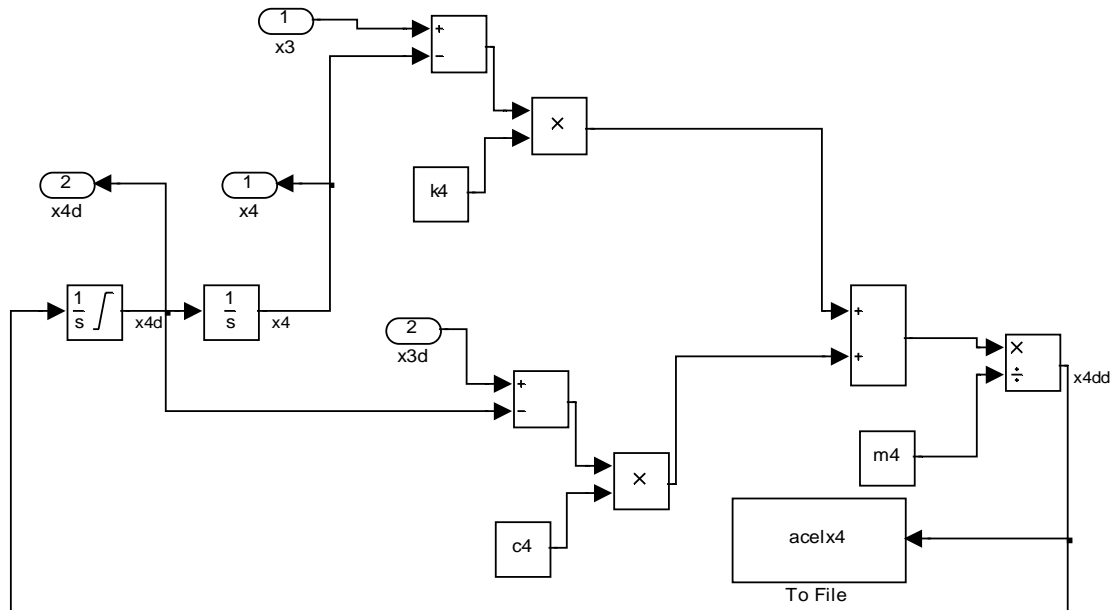 1
x3
+
−
×
k4
2
x4d
1
x4
1
s
x4d
1
s
x4
2
x3d
+
−
×
c4
+
+
×
÷
x4dd
m4
acelx4
To File